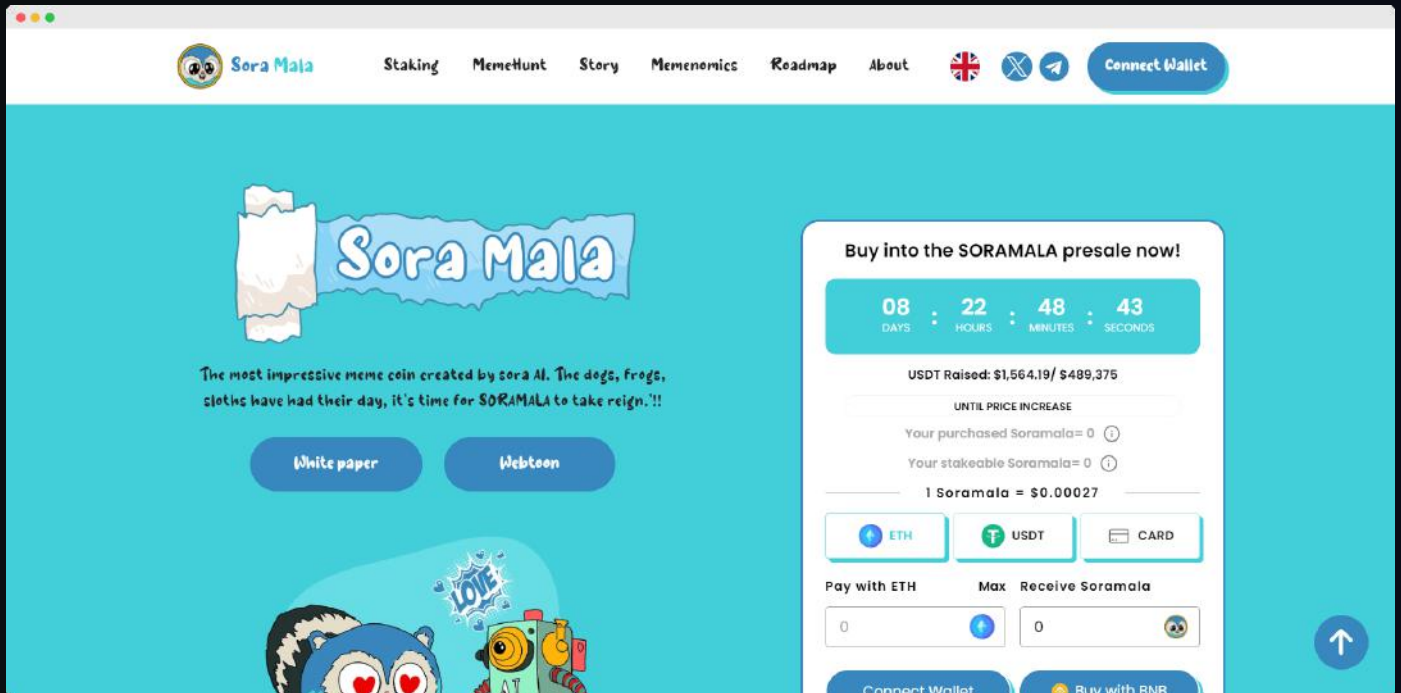 Sora Mala
Staking
MemeHunt
Story
Memenomics
Roadmap
About
Connect Wallet
Sora Mala
The most impressive meme coin created by sora AI. The dogs, frogs,
sloths have had their day, it's time for SORAMALA to take reign.'!!
White paper
Webtoon
LOVE
AI
Buy into the SORAMALA presale now!
08 : 22 : 48 : 43
DAYS HOURS MINUTES SECONDS
USDT Raised: $1,564.19/ $489,375
UNTIL PRICE INCREASE
Your purchased Soramala= 0
Your stakeable Soramala= 0
1 Soramala = $0.00027
ETH
USDT
CARD
Pay with ETH Max Receive Soramala
0
0
Connect Wallet
Buy with BNB